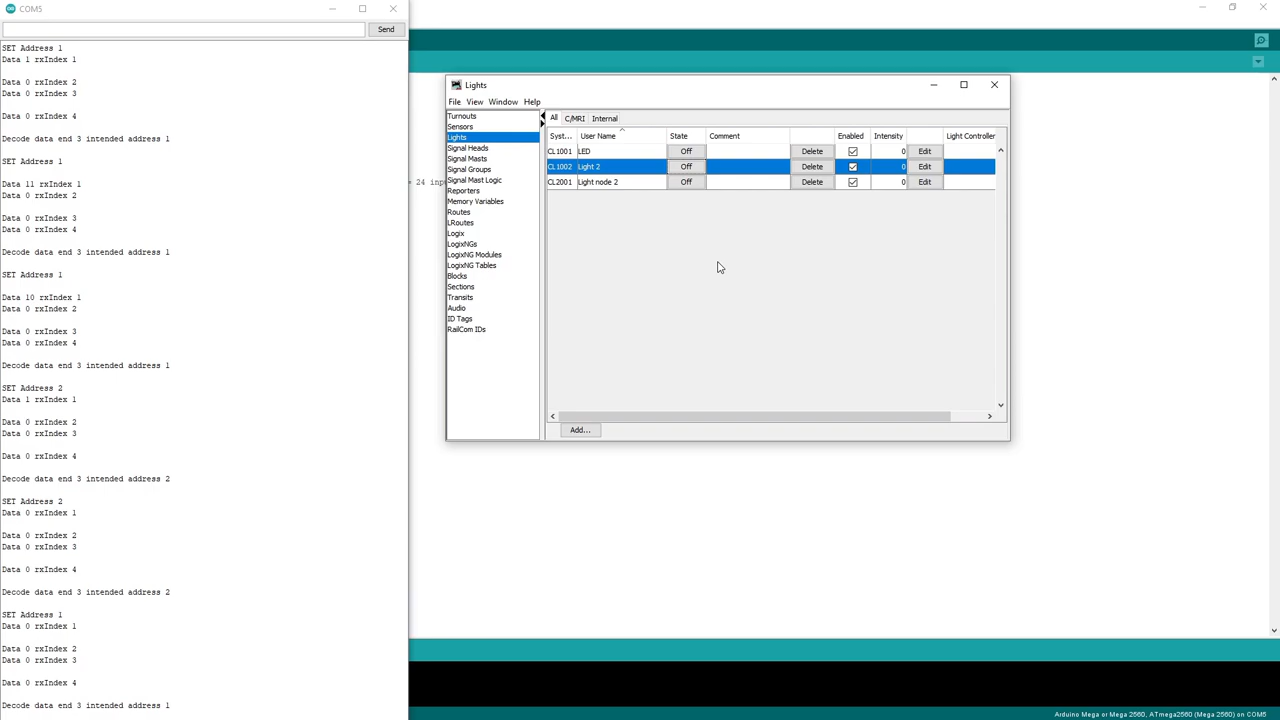 COM5
Send
SET Address 1
Data 1 rxIndex 1
Data 0 rxIndex 2
Data 0 rxIndex 3
Data 0 rxIndex 4
Decode data end 3 intended address 1
SET Address 1
Data 11 rxIndex 1
Data 0 rxIndex 2
Data 0 rxIndex 3
Data 0 rxIndex 4
Decode data end 3 intended address 1
SET Address 1
Data 10 rxIndex 1
Data 0 rxIndex 2
Data 0 rxIndex 3
Data 0 rxIndex 4
Decode data end 3 intended address 1
SET Address 2
Data 1 rxIndex 1
Data 0 rxIndex 2
Data 0 rxIndex 3
Data 0 rxIndex 4
Decode data end 3 intended address 2
SET Address 2
Data 0 rxIndex 1
Data 0 rxIndex 2
Data 0 rxIndex 3
Data 0 rxIndex 4
Decode data end 3 intended address 2
SET Address 1
Data 0 rxIndex 1
Data 0 rxIndex 2
Data 0 rxIndex 3
Data 0 rxIndex 4
Decode data end 3 intended address 1
= 24 inpu
Lights
File View Window Help
Turnouts
Sensors
Lights
Signal Heads
Signal Masts
Signal Groups
Signal Mast Logic
Reporters
Memory Variables
Routes
LRoutes
Logix
LogixNGs
LogixNG Modules
LogixNG Tables
Blocks
Sections
Transits
Audio
ID Tags
RailCom IDs
All C/MRI Internal
Syst... User Name State Comment Enabled Intensity Light Controller
CL1001 LED Off Delete 0 Edit
CL1002 Light 2 Off Delete 0 Edit
CL2001 Light node 2 Off Delete 0 Edit
Add...
Arduino Mega or Mega 2560, ATmega2560 (Mega 2560) on COM5